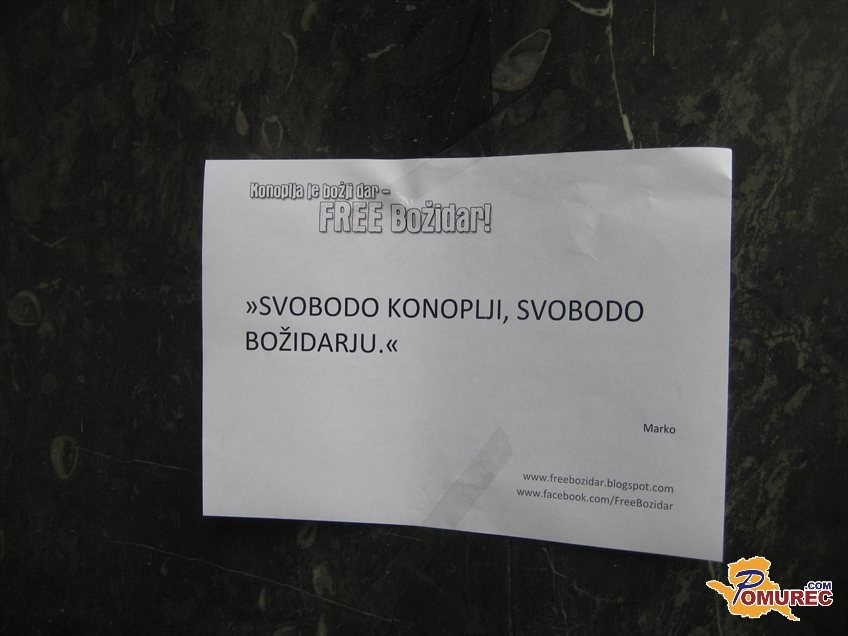 Konoplja je božji dar -
FREE Božidar!
»SVOBODO KONOPLJI, SVOBODO
BOŽIDARJU.«
Marko
www.freebozidar.blogspot.com
www.facebook.com/FreeBozidar
POMUREC.COM